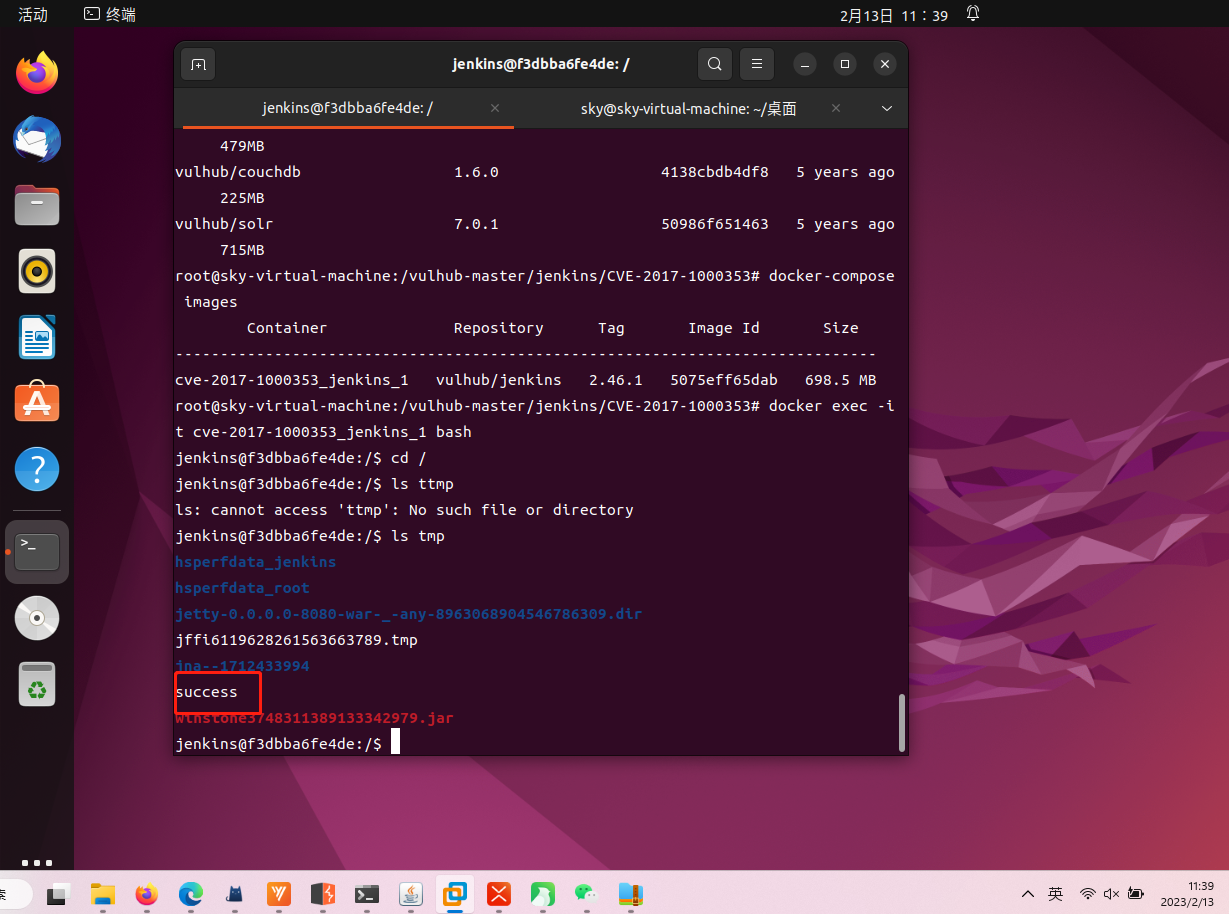 活动 终端 2月13日 11:39
jenkins@f3dbba6fe4de: /
jenkins@f3dbba6fe4de: / sky@sky-virtual-machine: ~/桌面
479MB
vulhub/couchdb 1.6.0 4138cbdb4df8 5 years ago
225MB
vulhub/solr 7.0.1 50986f651463 5 years ago
715MB
root@sky-virtual-machine:/vulhub-master/jenkins/CVE-2017-1000353# docker-compose
images
Container Repository Tag Image Id Size
------------------------------------------------------------------------------
cve-2017-1000353_jenkins_1 vulhub/jenkins 2.46.1 5075eff65dab 698.5 MB
root@sky-virtual-machine:/vulhub-master/jenkins/CVE-2017-1000353# docker exec -i
t cve-2017-1000353_jenkins_1 bash
jenkins@f3dbba6fe4de:/$ cd /
jenkins@f3dbba6fe4de:/$ ls ttmp
ls: cannot access 'ttmp': No such file or directory
jenkins@f3dbba6fe4de:/$ ls tmp
hsperfdata_jenkins
hsperfdata_root
jetty-0.0.0.0-8080-war-_-any-8963068904546786309.dir
jffi6119628261563663789.tmp
jna--1712433994
success
winstone3748311389133342979.jar
jenkins@f3dbba6fe4de:/$
英
11:39
2023/2/13